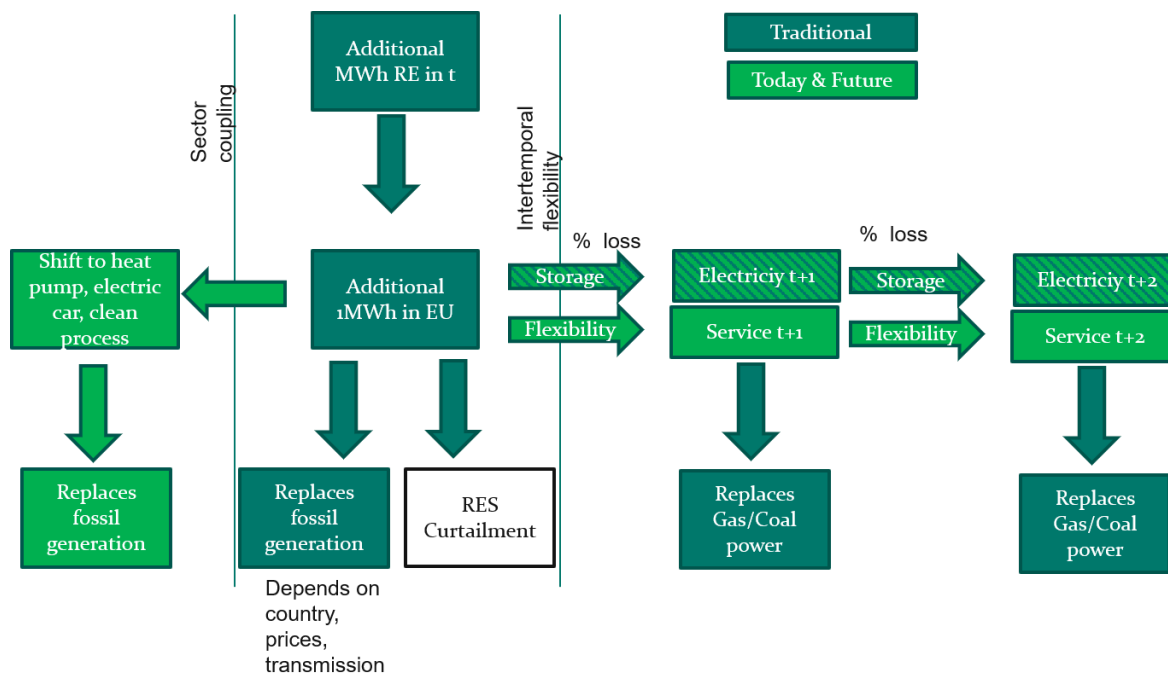 Traditional
Today & Future
Additional
MWh RE in t
Sector
coupling
Intertemporal
flexibility
Shift to heat
pump, electric
car, clean
process
Additional
1MWh in EU
% loss
Storage
Flexibility
Electriciy t+1
Service t+1
% loss
Storage
Flexibility
Electriciy t+2
Service t+2
Replaces
fossil
generation
Replaces
fossil
generation
RES
Curtailment
Replaces
Gas/Coal
power
Replaces
Gas/Coal
power
Depends on
country,
prices,
transmission